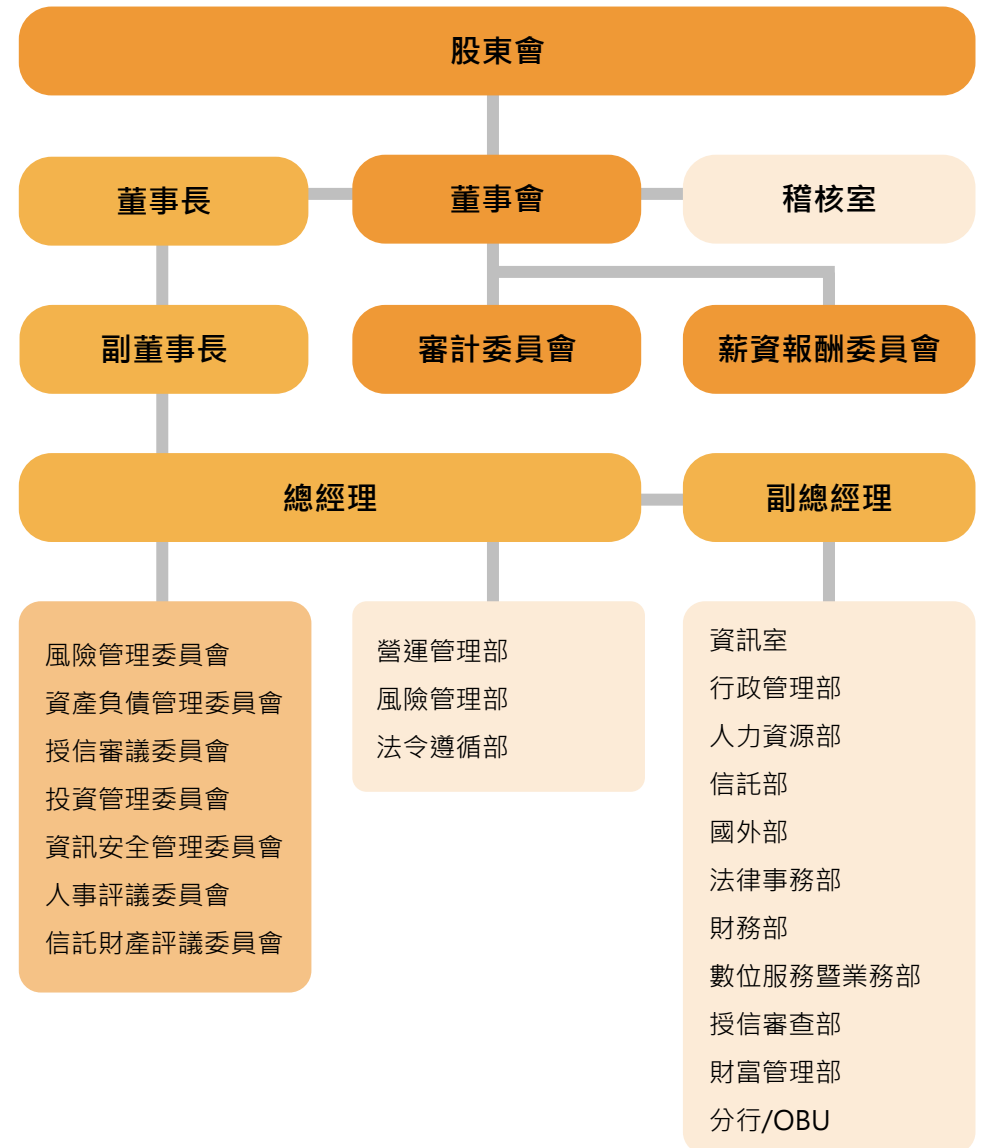 股東會
董事長
董事會
稽核室
副董事長
審計委員會
薪資報酬委員會
總經理
副總經理
風險管理委員會
資產負債管理委員會
授信審議委員會
投資管理委員會
資訊安全管理委員會
人事評議委員會
信託財產評議委員會
營運管理部
風險管理部
法令遵循部
資訊室
行政管理部
人力資源部
信託部
國外部
法律事務部
財務部
數位服務暨業務部
授信審查部
財富管理部
分行/OBU